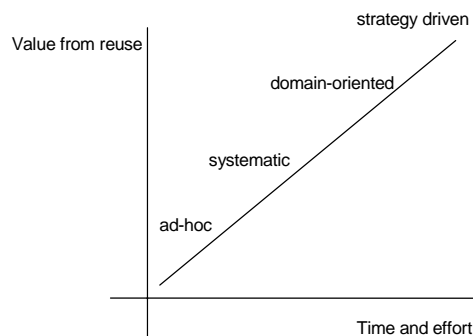 strategy driven
Value from reuse
domain-oriented
systematic
ad-hoc
Time and effort